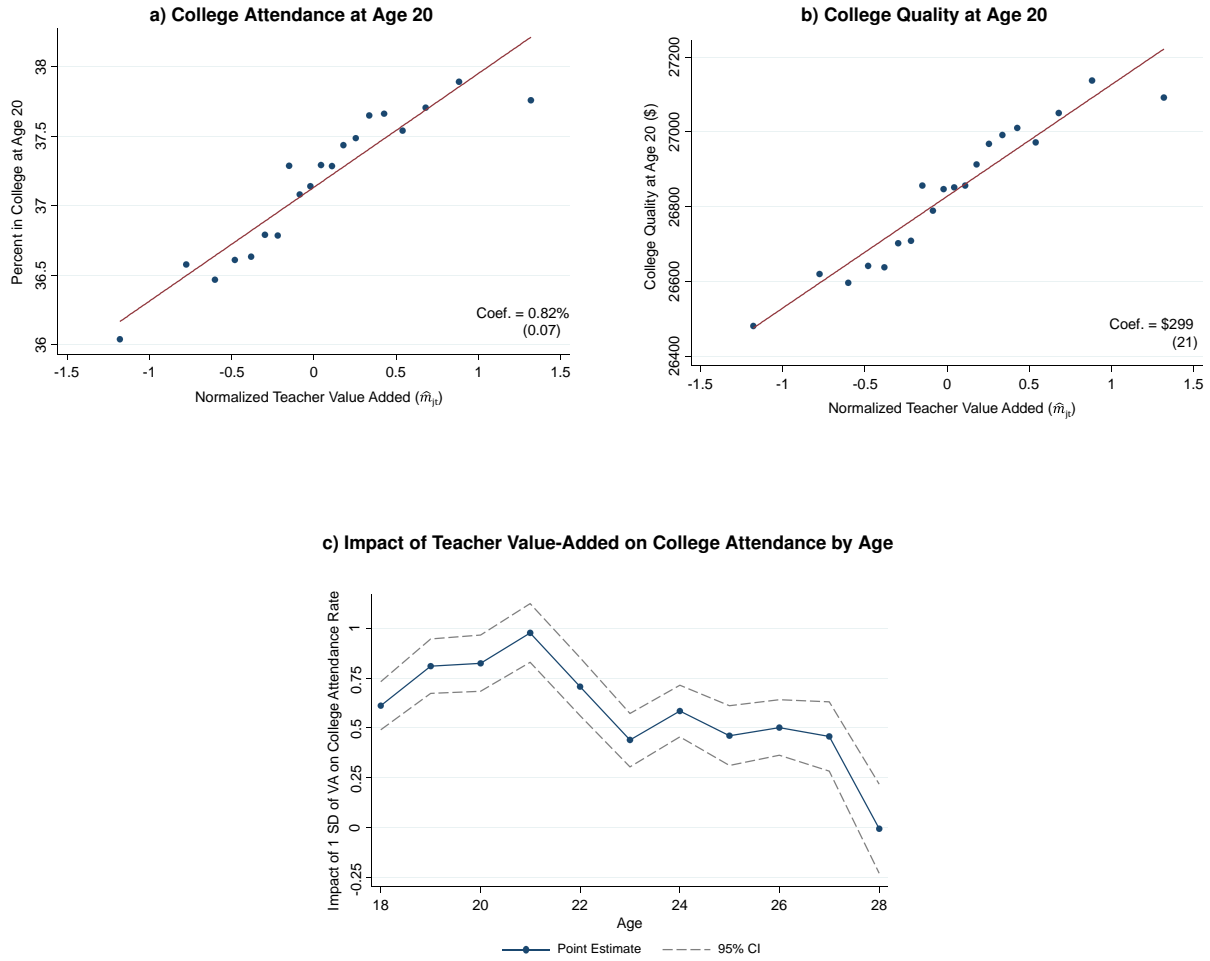 a) College Attendance at Age 20
Percent in College at Age 20
38
37.5
37
36.5
36
Coef. = 0.82%
(0.07)
-1.5 -1 -0.5 0 0.5 1 1.5
Normalized Teacher Value Added (m̂jt)
b) College Quality at Age 20
College Quality at Age 20 ($)
27200
27000
26800
26600
26400
Coef. = $299
(21)
-1.5 -1 -0.5 0 0.5 1 1.5
Normalized Teacher Value Added (m̂jt)
c) Impact of Teacher Value-Added on College Attendance by Age
Impact of 1 SD of VA on College Attendance Rate
1
0.75
0.5
0.25
0
-0.25
18 20 22 24 26 28
Age
Point Estimate 95% CI